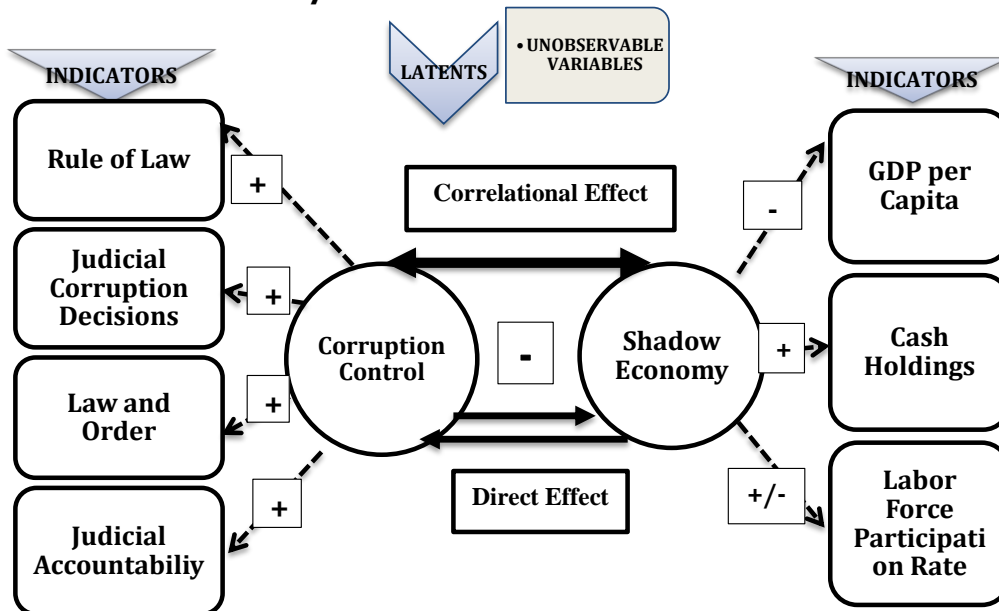 INDICATORS
Rule of Law
Judicial
Corruption
Decisions
Law and
Order
Judicial
Accountabiliy
+
+
+
+
LATENTS
• UNOBSERVABLE
VARIABLES
Correlational Effect
Corruption
Control
-
Shadow
Economy
Direct Effect
-
+
+/-
INDICATORS
GDP per
Capita
Cash
Holdings
Labor
Force
Participati
on Rate